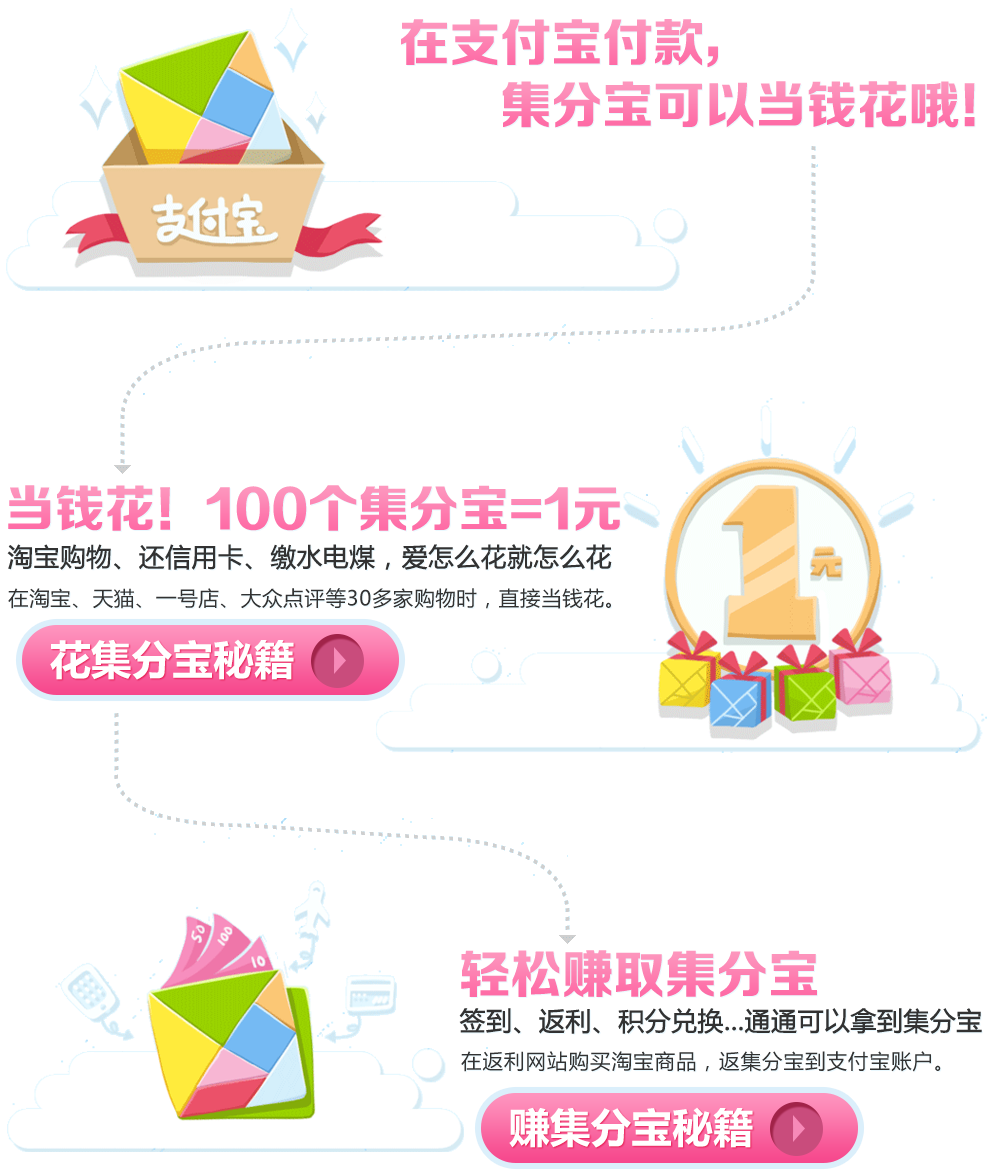 在支付宝付款，
集分宝可以当钱花哦！
支付宝
当钱花！100个集分宝=1元
淘宝购物、还信用卡、缴水电煤，爱怎么花就怎么花
在淘宝、天猫、一号店、大众点评等30多家购物时，直接当钱花。
花集分宝秘籍
1元
50
100
10
轻松赚取集分宝
签到、返利、积分兑换...通通可以拿到集分宝
在返利网站购买淘宝商品，返集分宝到支付宝账户。
赚集分宝秘籍